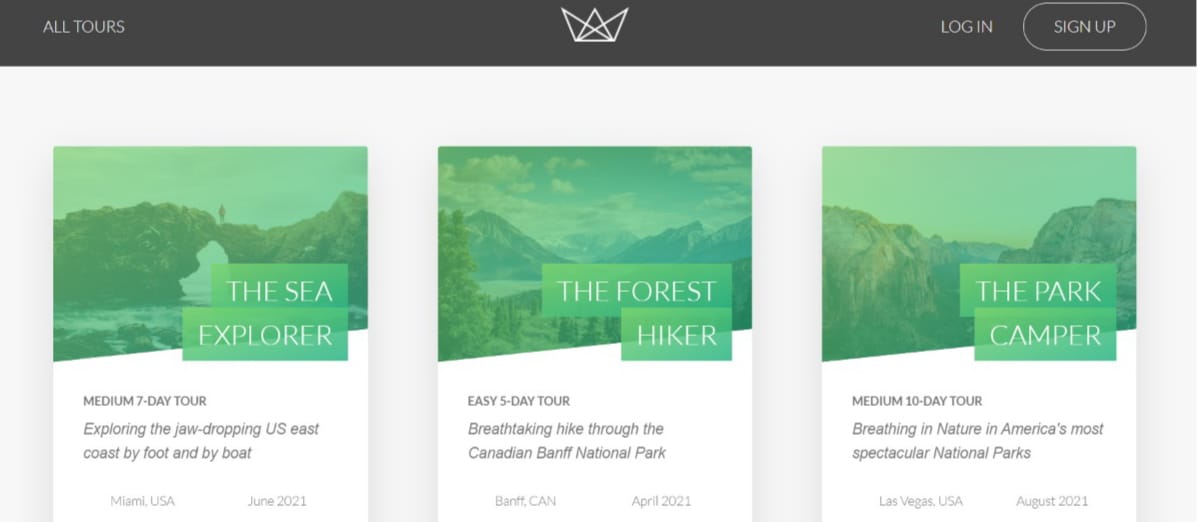 ALL TOURS
LOG IN
SIGN UP
THE SEA
EXPLORER
MEDIUM 7-DAY TOUR
Exploring the jaw-dropping US east
coast by foot and by boat
Miami, USA
June 2021
THE FOREST
HIKER
EASY 5-DAY TOUR
Breathtaking hike through the
Canadian Banff National Park
Banff, CAN
April 2021
THE PARK
CAMPER
MEDIUM 10-DAY TOUR
Breathing in Nature in America's most
spectacular National Parks
Las Vegas, USA
August 2021